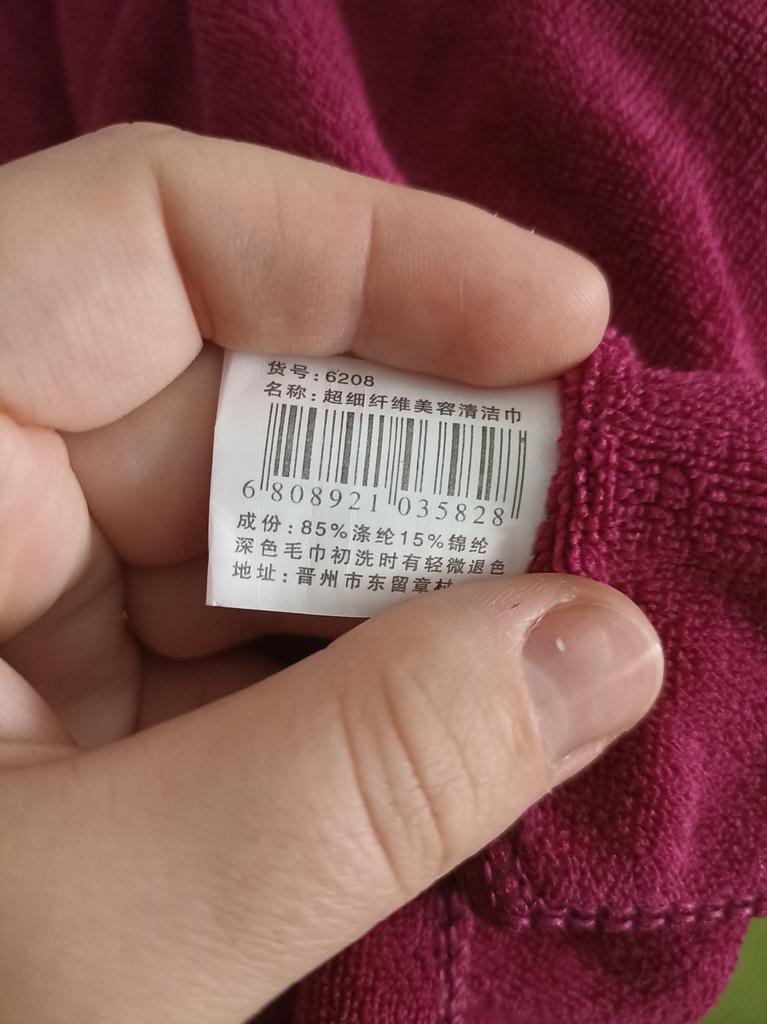 货号:6208
名称:超细纤维美容清洁巾
6 808921 035828
成份:85%涤纶15%锦纶
深色毛巾初洗时有轻微退色
地址:晋州市东留章村